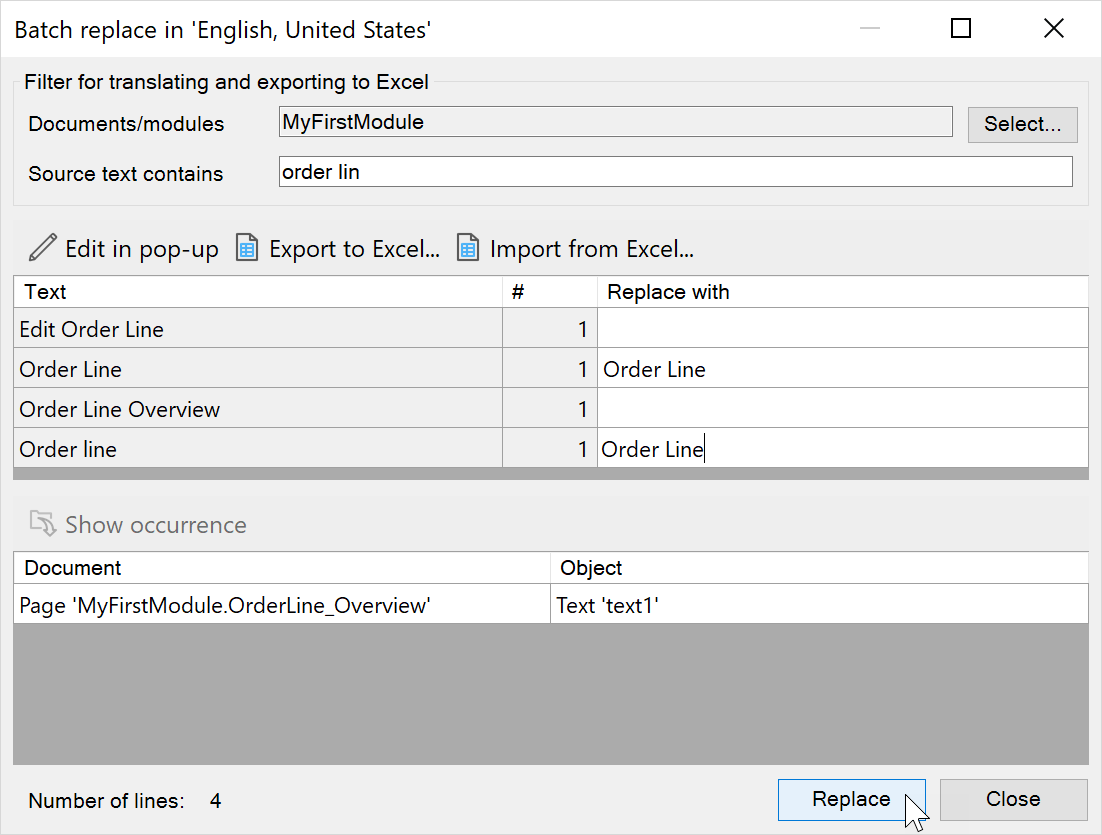 Batch replace in 'English, United States'
Filter for translating and exporting to Excel
Documents/modules MyFirstModule Select...
Source text contains order lin
Edit in pop-up Export to Excel... Import from Excel...
Text # Replace with
Edit Order Line 1
Order Line 1 Order Line
Order Line Overview 1
Order line 1 Order Line
Show occurrence
Document Object
Page 'MyFirstModule.OrderLine_Overview' Text 'text1'
Number of lines: 4 Replace Close